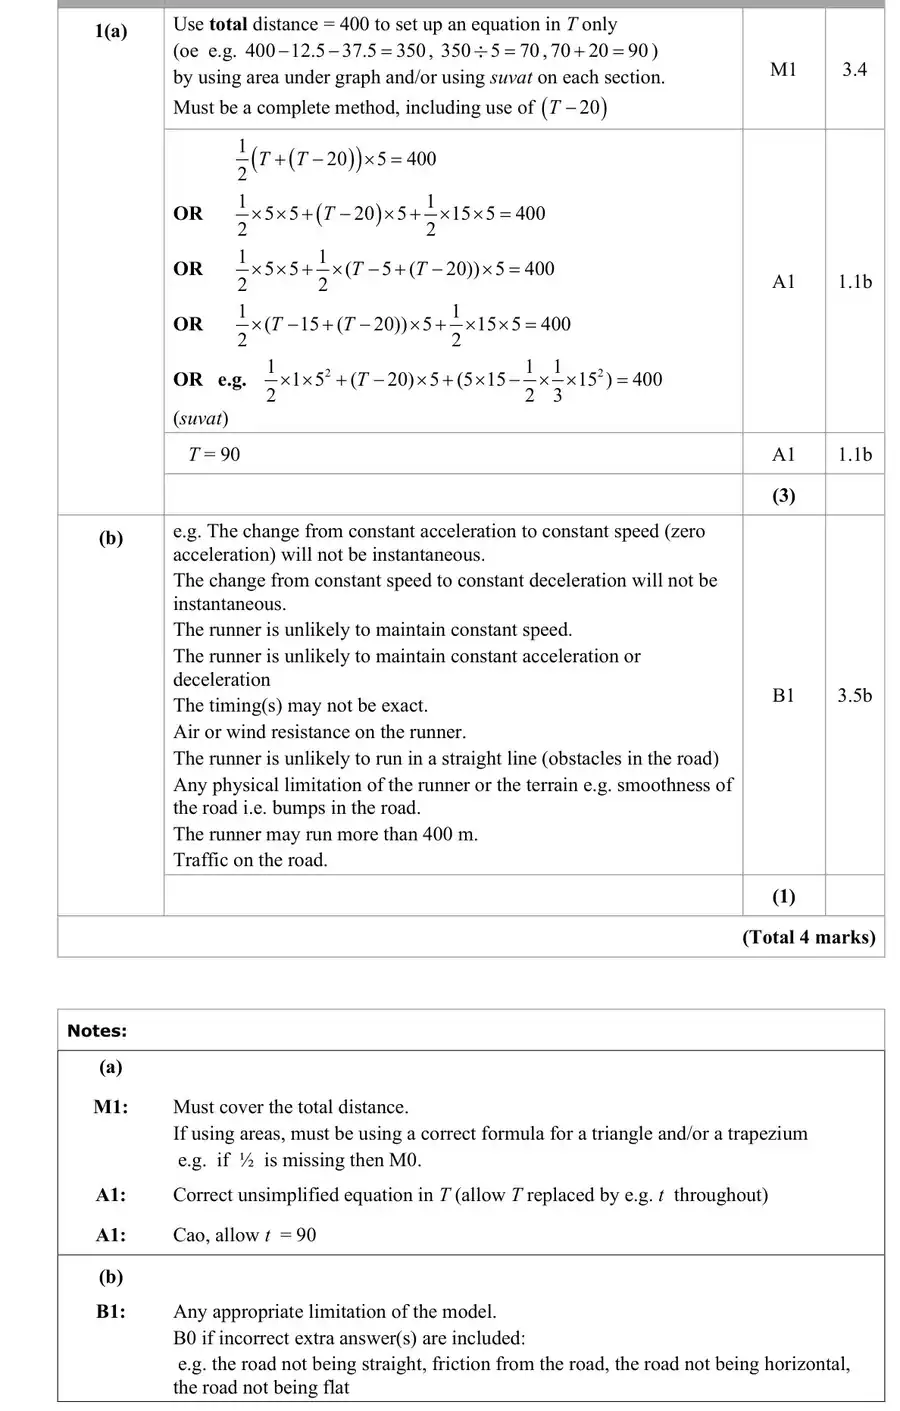 1(a)
Use total distance = 400 to set up an equation in T only
(oe e.g. 400−12.5−37.5 = 350, 350÷5 = 70, 70+20 = 90)
by using area under graph and/or using suvat on each section.
Must be a complete method, including use of (T−20)
M1 3.4
1/2(T+(T−20))×5 = 400
OR 1/2×5×5+(T−20)×5+1/2×15×5 = 400
OR 1/2×5×5+1/2×(T−5+(T−20))×5 = 400
OR 1/2×(T−15+(T−20))×5+1/2×15×5 = 400
OR e.g. 1/2×1×5²+(T−20)×5+(5×15−1/2×1/3×15²) = 400
(suvat)
A1 1.1b
T = 90 A1 1.1b
(3)
(b)
e.g. The change from constant acceleration to constant speed (zero
acceleration) will not be instantaneous.
The change from constant speed to constant deceleration will not be
instantaneous.
The runner is unlikely to maintain constant speed.
The runner is unlikely to maintain constant acceleration or
deceleration
The timing(s) may not be exact.
Air or wind resistance on the runner.
The runner is unlikely to run in a straight line (obstacles in the road)
Any physical limitation of the runner or the terrain e.g. smoothness of
the road i.e. bumps in the road.
The runner may run more than 400 m.
Traffic on the road.
B1 3.5b
(1)
(Total 4 marks)
Notes:
(a)
M1: Must cover the total distance.
If using areas, must be using a correct formula for a triangle and/or a trapezium
e.g. if ½ is missing then M0.
A1: Correct unsimplified equation in T (allow T replaced by e.g. t throughout)
A1: Cao, allow t = 90
(b)
B1: Any appropriate limitation of the model.
B0 if incorrect extra answer(s) are included:
e.g. the road not being straight, friction from the road, the road not being horizontal,
the road not being flat